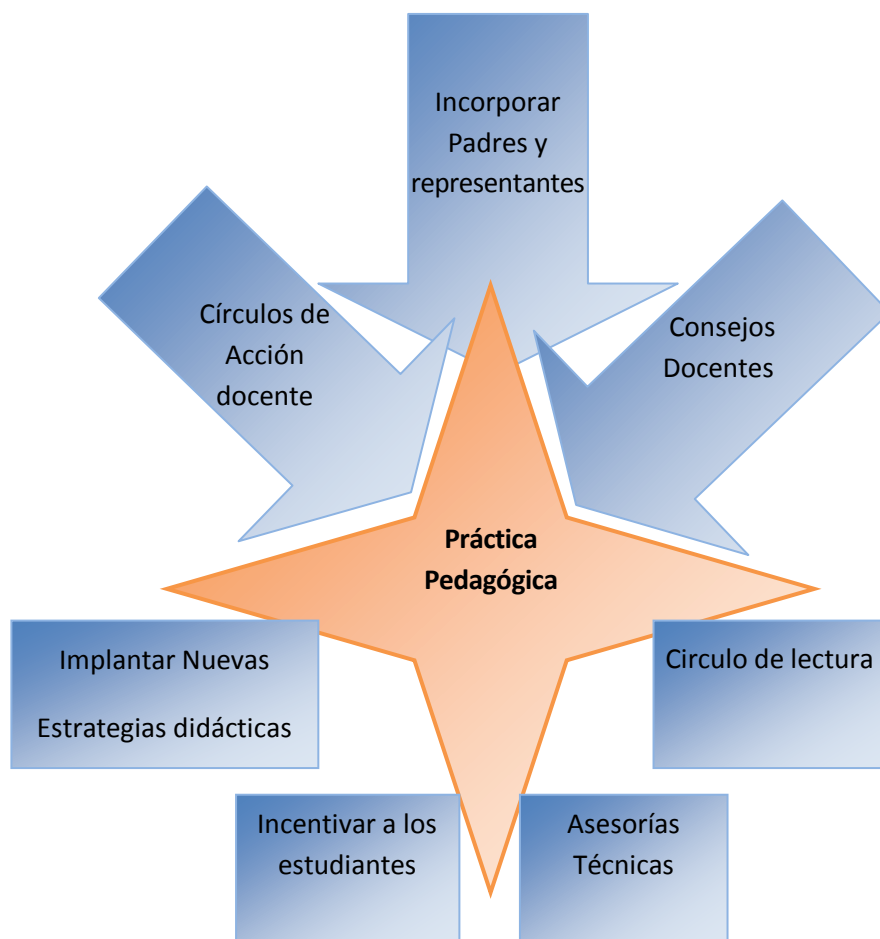 Incorporar
Padres y
representantes
Círculos de
Acción
docente
Consejos
Docentes
Práctica
Pedagógica
Implantar Nuevas
Estrategias didácticas
Circulo de lectura
Incentivar a los
estudiantes
Asesorías
Técnicas